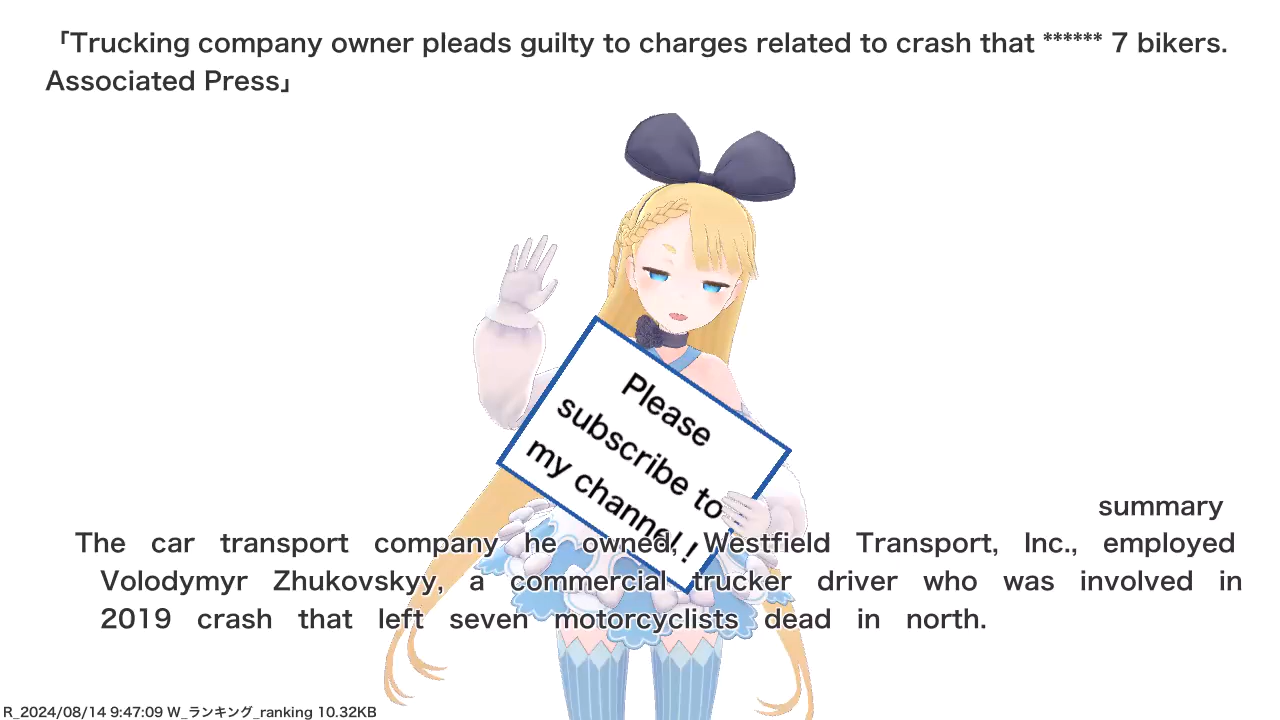 「Trucking company owner pleads guilty to charges related to crash that ****** 7 bikers.
Associated Press」
Please
subscribe to
my channel!
summary
The car transport company he owned, Westfield Transport, Inc., employed
Volodymyr Zhukovskyy, a commercial trucker driver who was involved in
2019 crash that left seven motorcyclists dead in north.
R_2024/08/14 9:47:09 W_ランキング_ranking 10.32KB